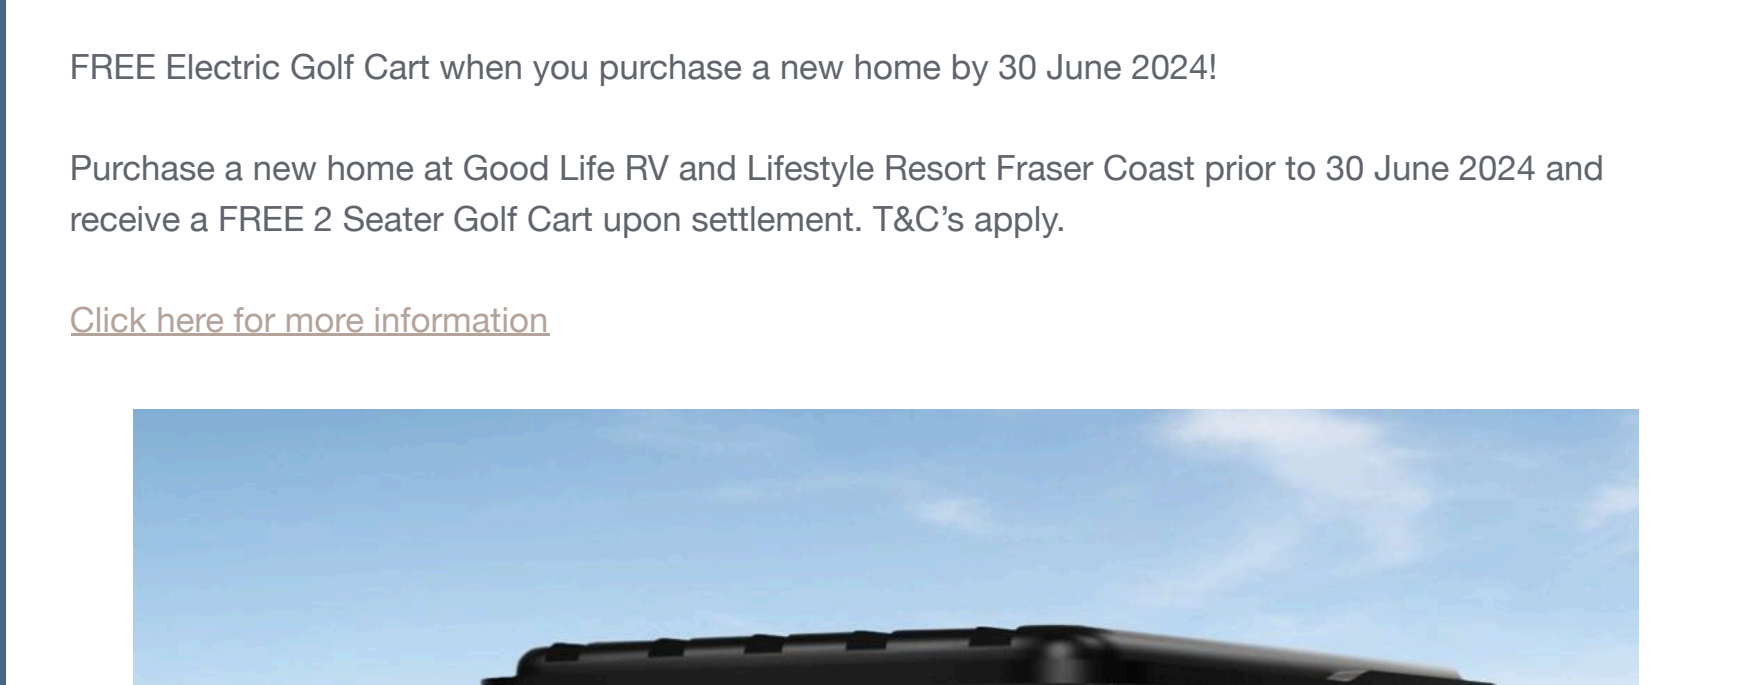 FREE Electric Golf Cart when you purchase a new home by 30 June 2024!
Purchase a new home at Good Life RV and Lifestyle Resort Fraser Coast prior to 30 June 2024 and
receive a FREE 2 Seater Golf Cart upon settlement. T&C’s apply.
Click here for more information